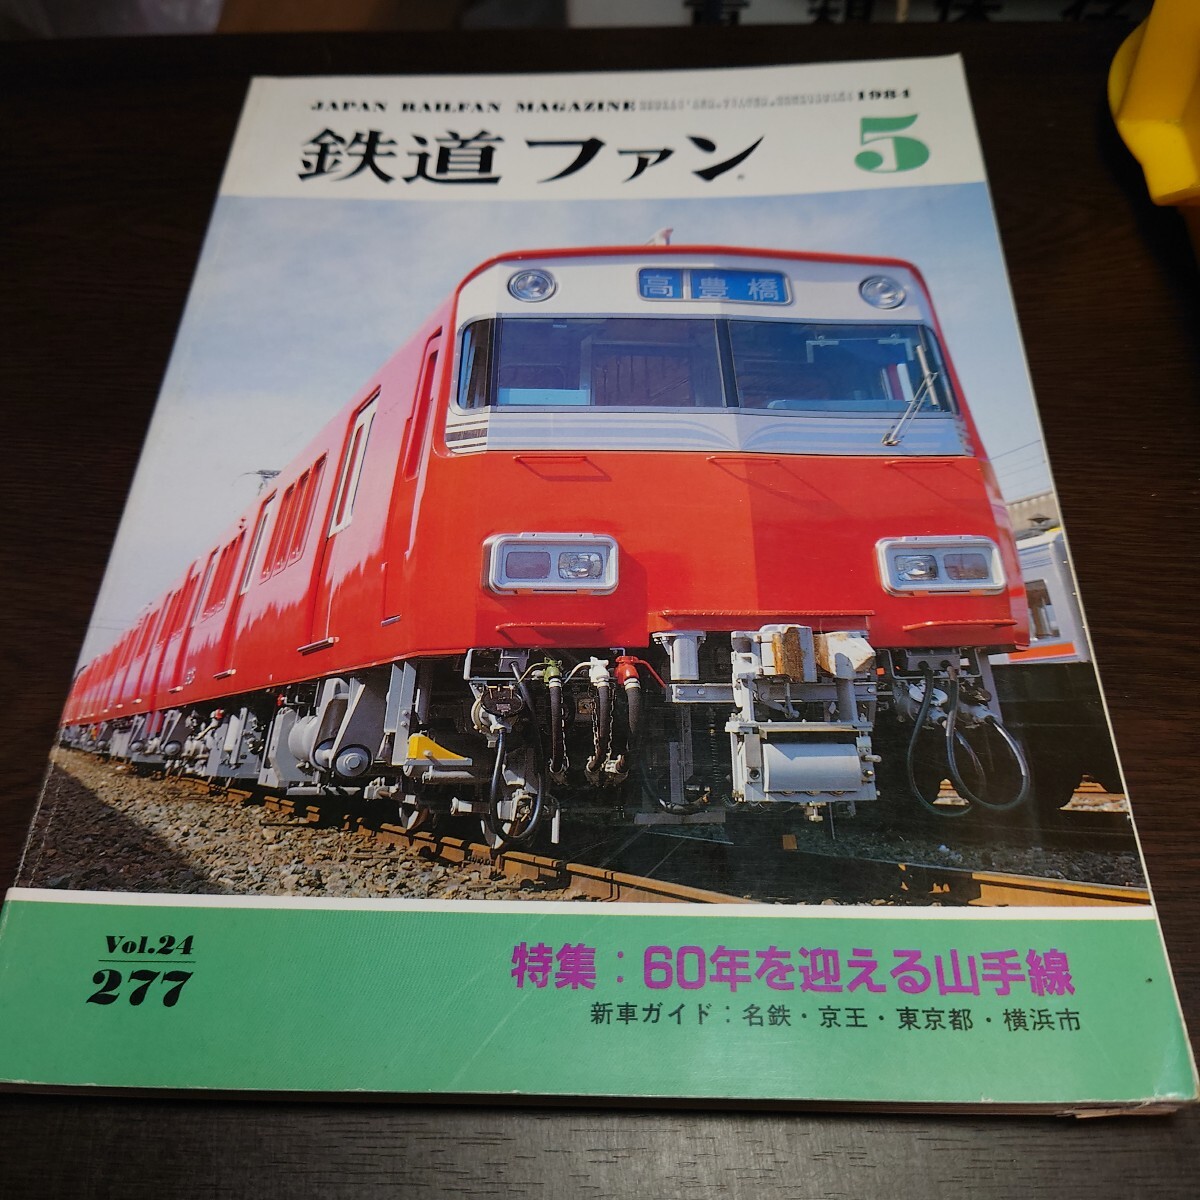 JAPAN RAILFAN MAGAZINE
1984
鉄道ファン
5
高 豊橋
Vol.24
277
特集：60年を迎える山手線
新車ガイド：名鉄・京王・東京都・横浜市